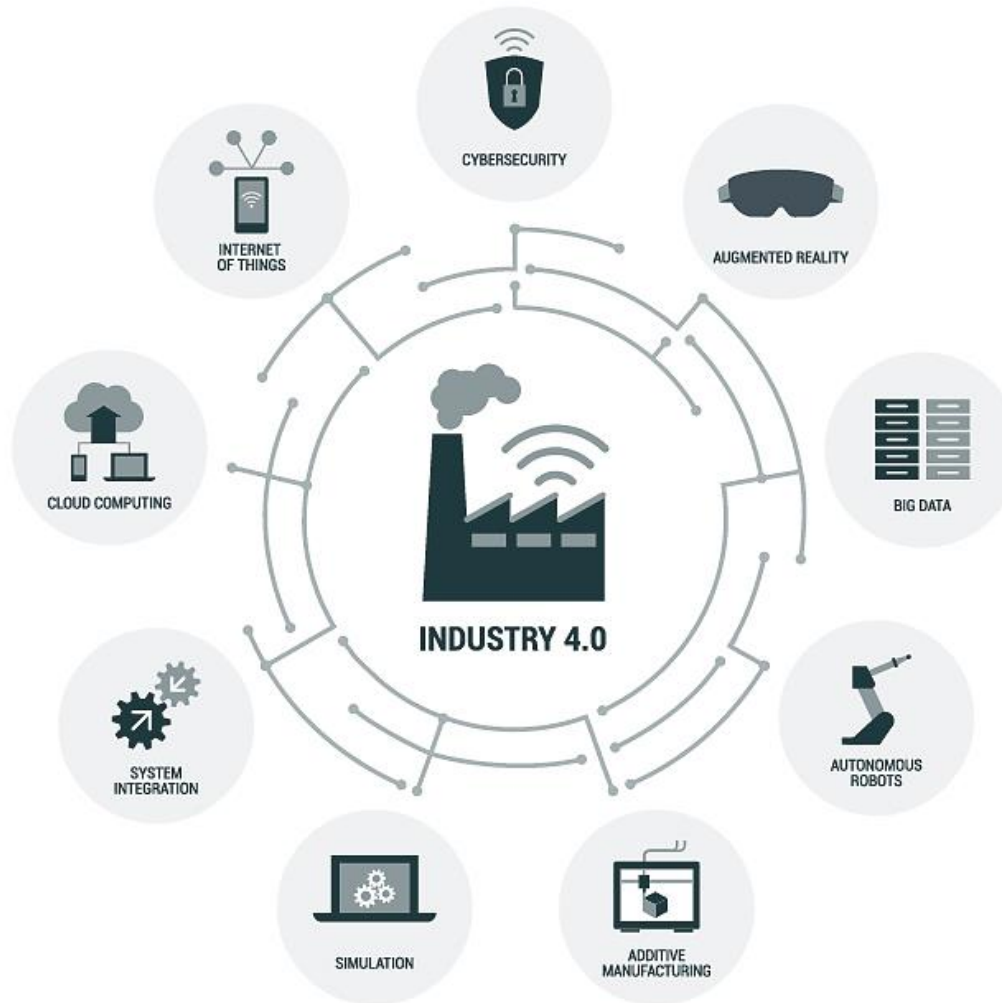 CYBERSECURITY
AUGMENTED REALITY
BIG DATA
AUTONOMOUS
ROBOTS
ADDITIVE
MANUFACTURING
SIMULATION
SYSTEM
INTEGRATION
CLOUD COMPUTING
INTERNET
OF THINGS
INDUSTRY 4.0